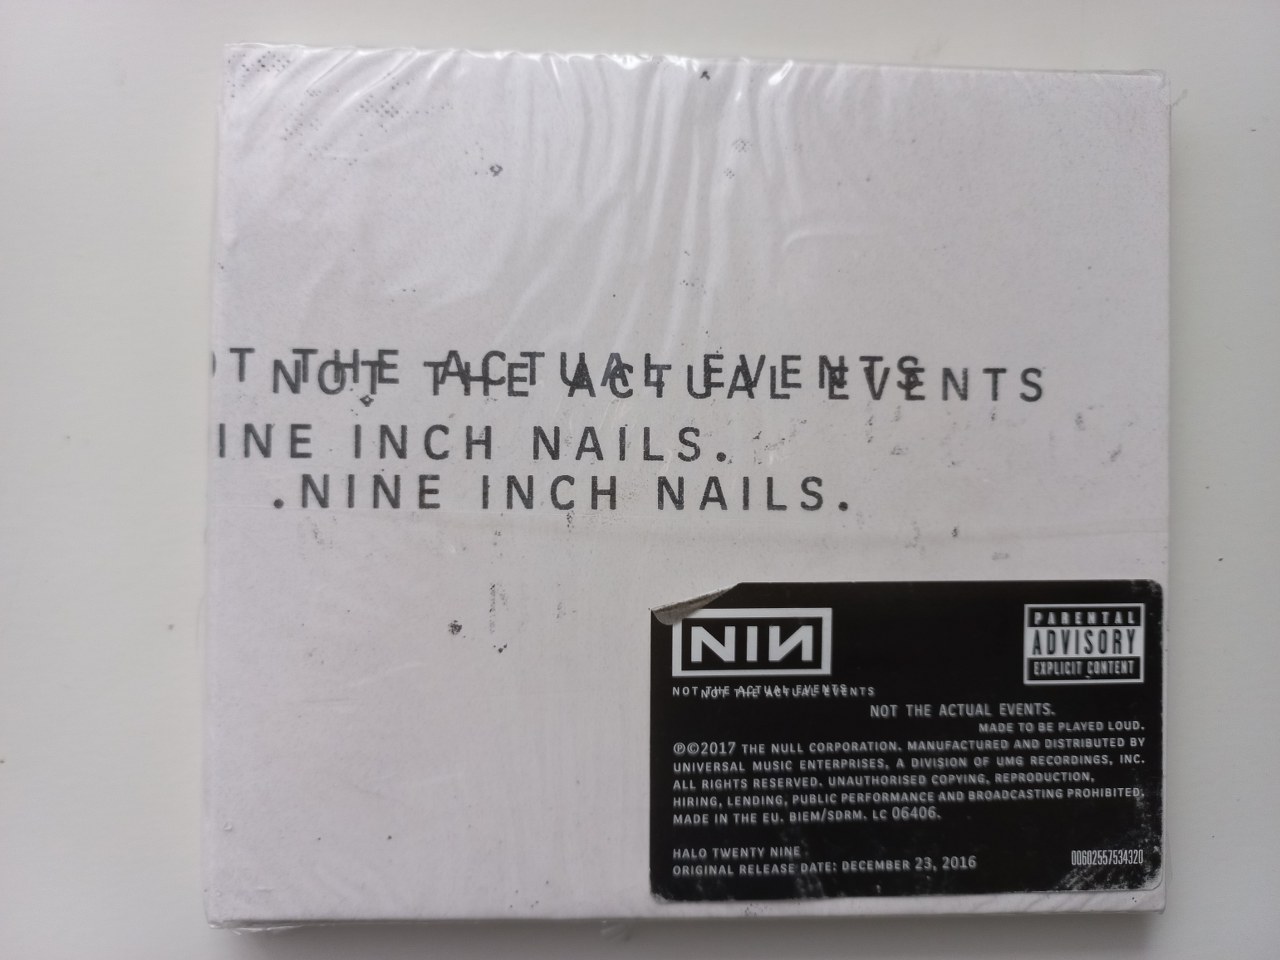 OT THE ACTUAL EVENTS
NOT THE ACTUAL EVENTS
INE INCH NAILS.
.NINE INCH NAILS.
NIN
PARENTAL
ADVISORY
EXPLICIT CONTENT
NOT THE ACTUAL EVENTS
NOT THE ACTUAL EVENTS
NOT THE ACTUAL EVENTS.
MADE TO BE PLAYED LOUD.
℗©2017 THE NULL CORPORATION. MANUFACTURED AND DISTRIBUTED BY
UNIVERSAL MUSIC ENTERPRISES, A DIVISION OF UMG RECORDINGS, INC.
ALL RIGHTS RESERVED. UNAUTHORISED COPYING, REPRODUCTION,
HIRING, LENDING, PUBLIC PERFORMANCE AND BROADCASTING PROHIBITED.
MADE IN THE EU. BIEM/SDRM. LC 06406.
HALO TWENTY NINE
ORIGINAL RELEASE DATE: DECEMBER 23, 2016
00602557534320